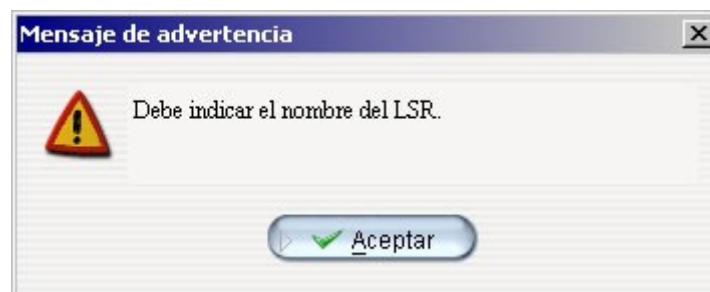 Mensaje de advertencia
Debe indicar el nombre del LSR.
Aceptar